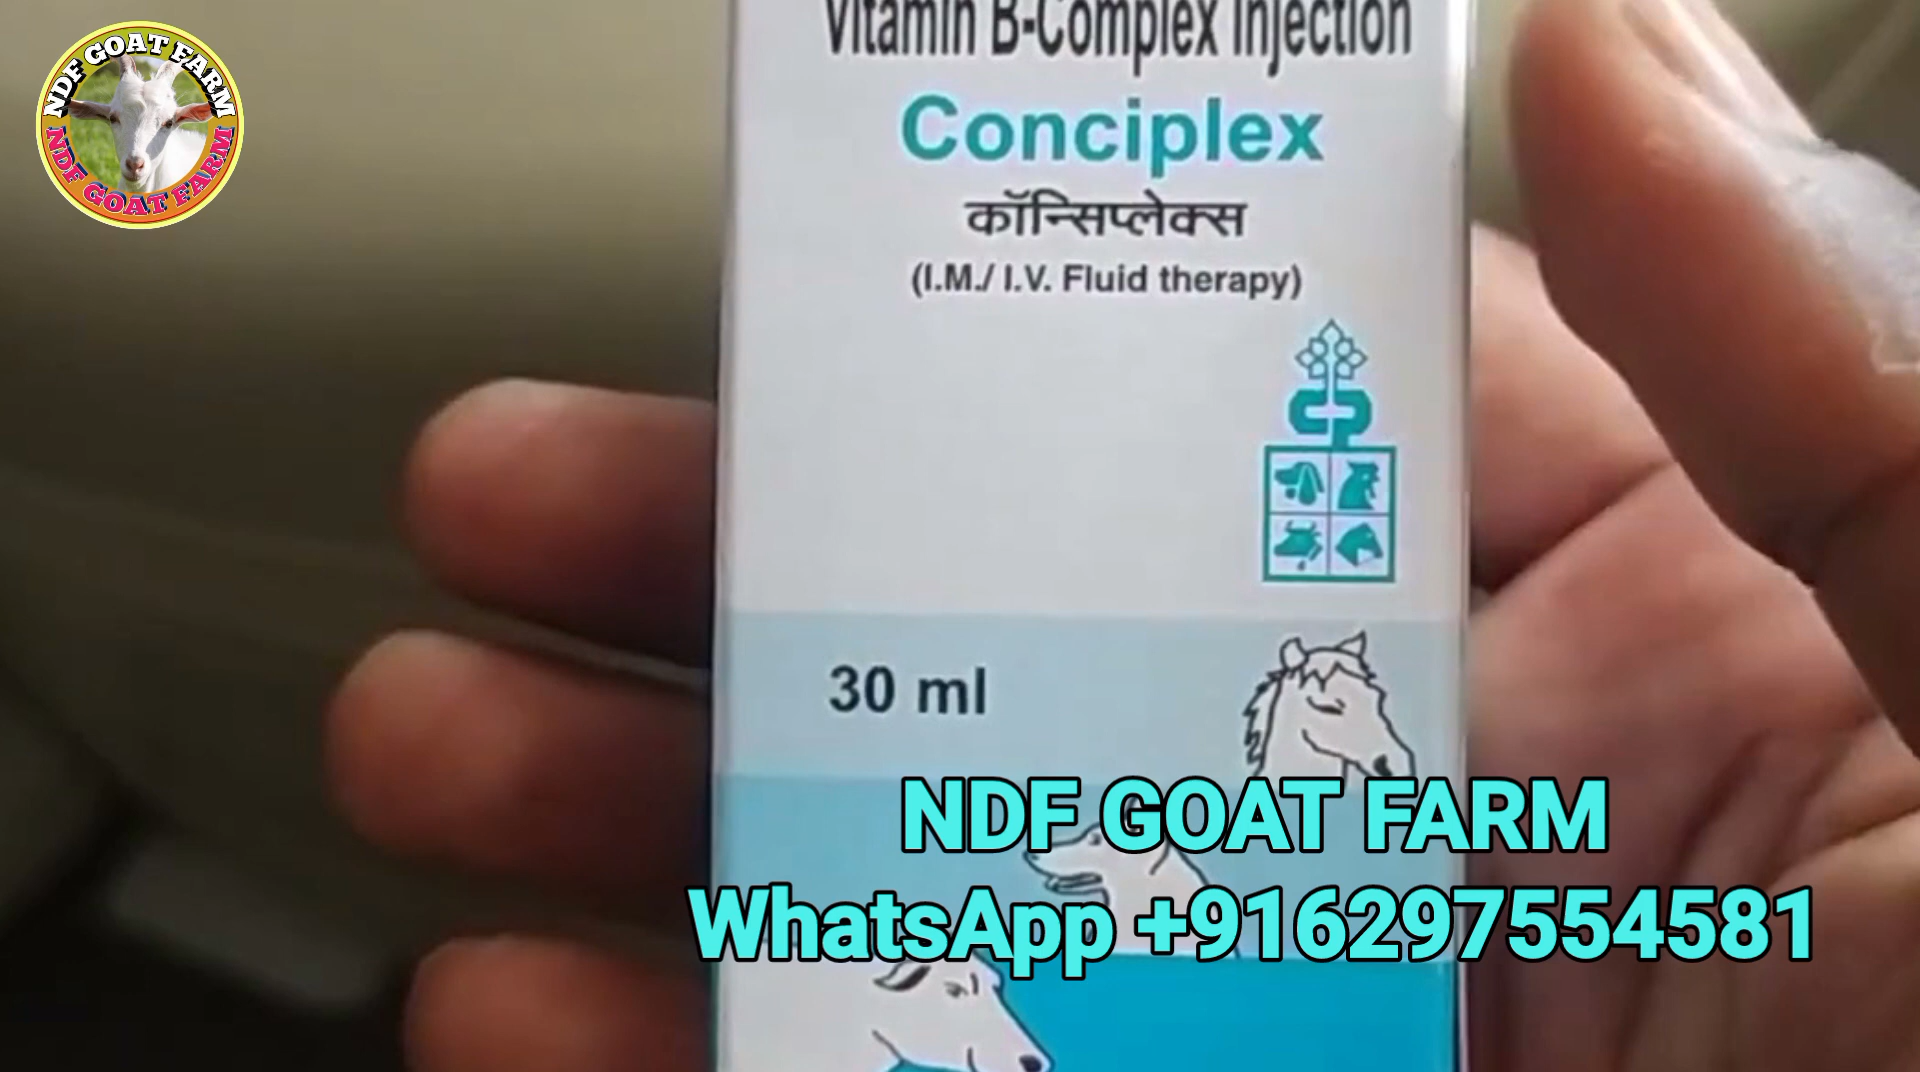 NDF GOAT FARM
NDF GOAT FARM
Vitamin B-Complex Injection
Conciplex
कॉन्सिप्लेक्स
(I.M./ I.V. Fluid therapy)
30 ml
NDF GOAT FARM
WhatsApp +916297554581